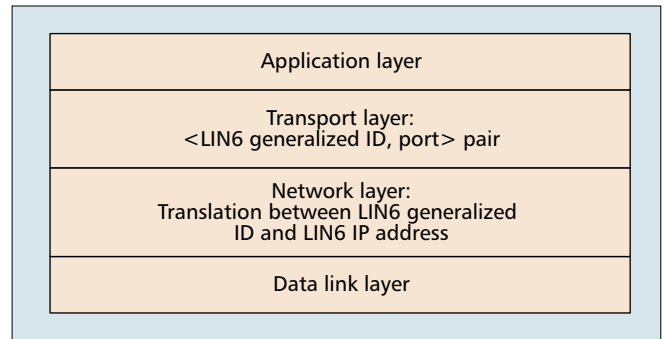 Application layer
Transport layer:
<LIN6 generalized ID, port> pair
Network layer:
Translation between LIN6 generalized
ID and LIN6 IP address
Data link layer